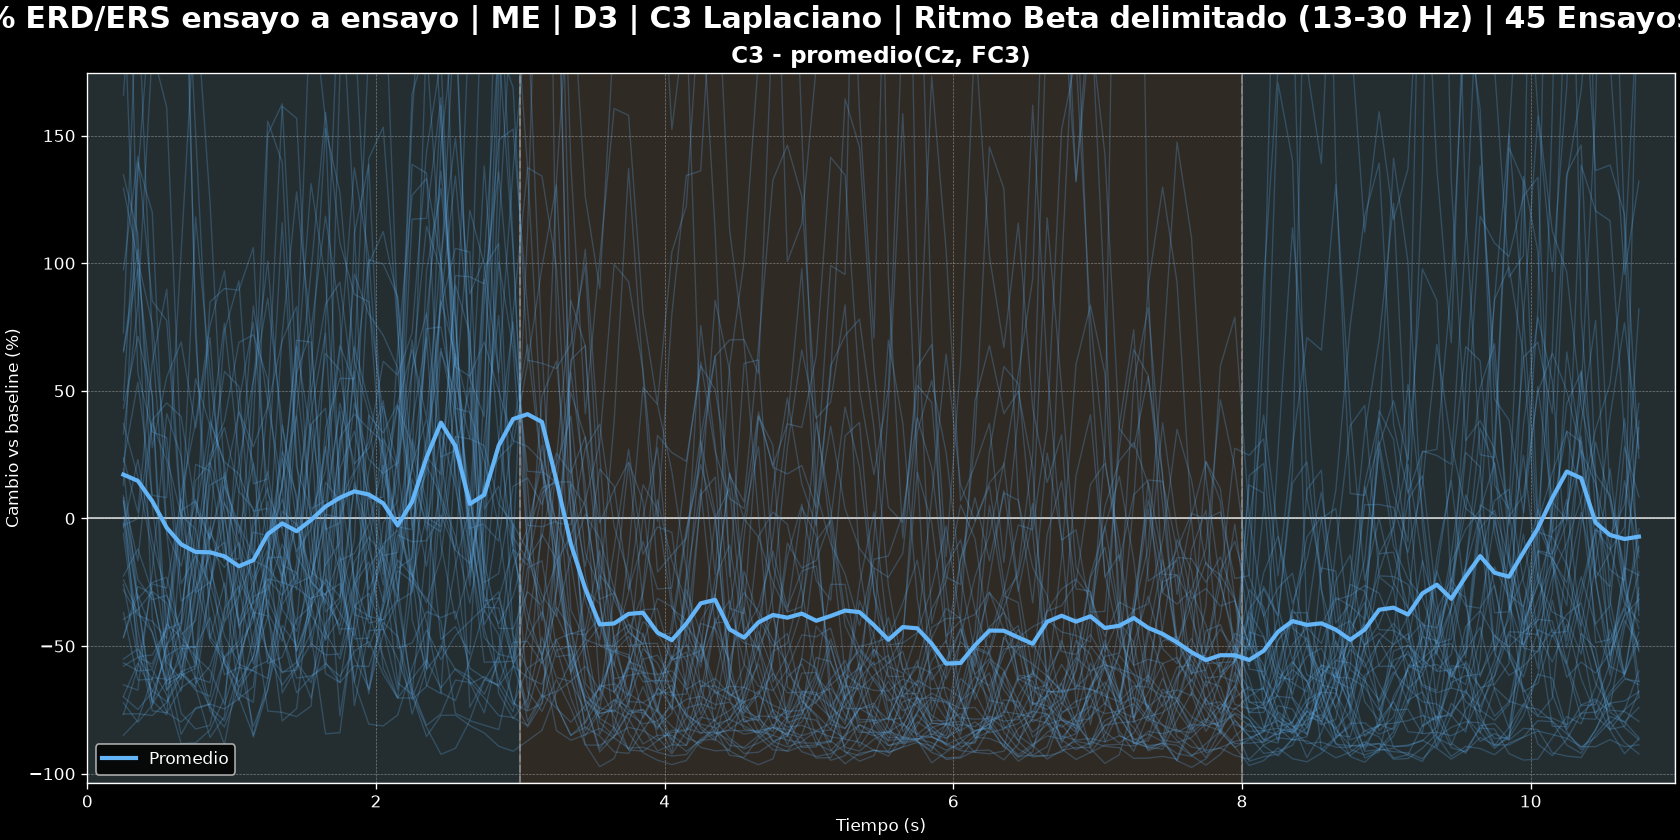 % ERD/ERS ensayo a ensayo | ME | D3 | C3 Laplaciano | Ritmo Beta delimitado (13-30 Hz) | 45 Ensayos
C3 - promedio(Cz, FC3)
Cambio vs baseline (%)
150
100
50
0
−50
−100
Promedio
0 2 4 6 8 10
Tiempo (s)